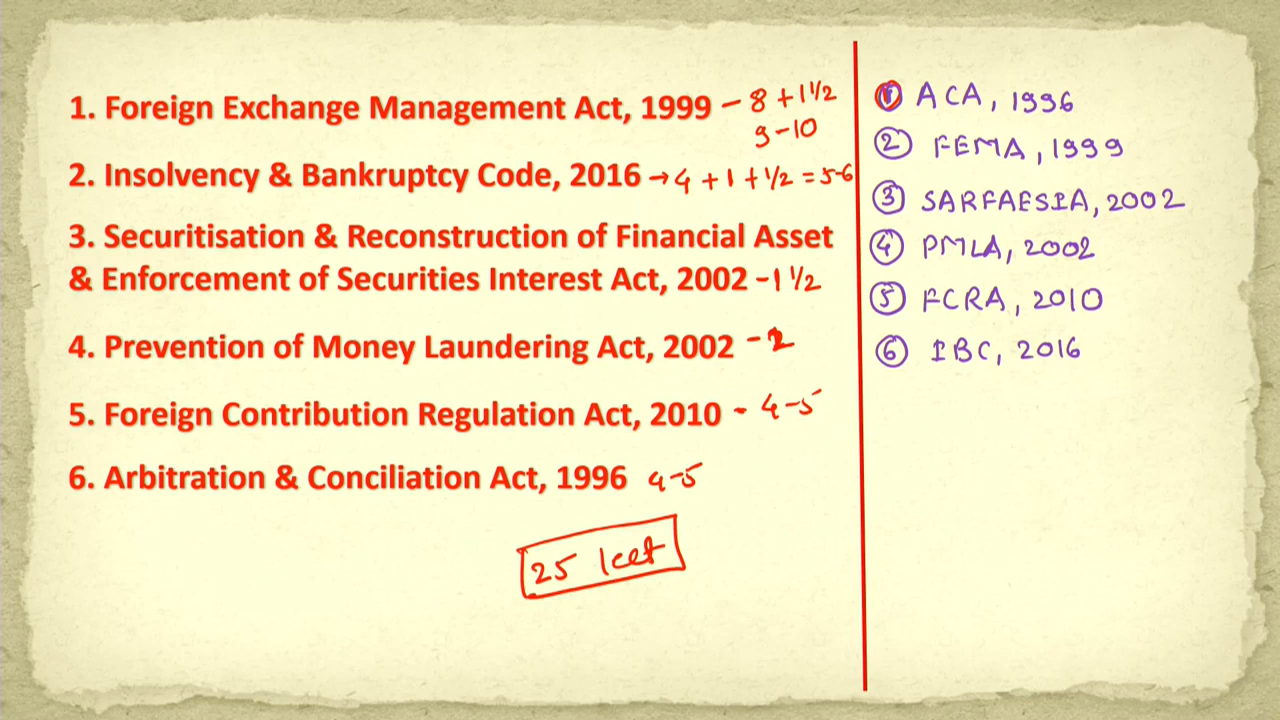 1. Foreign Exchange Management Act, 1999 – 8 + 1 1/2
9-10
2. Insolvency & Bankruptcy Code, 2016 → 4 + 1 + 1/2 = 5-6
3. Securitisation & Reconstruction of Financial Asset
& Enforcement of Securities Interest Act, 2002 - 1 1/2
4. Prevention of Money Laundering Act, 2002 - 2
5. Foreign Contribution Regulation Act, 2010 - 4-5
6. Arbitration & Conciliation Act, 1996 4-5
25 lect
① ACA, 1996
② FEMA, 1999
③ SARFAESIA, 2002
④ PMLA, 2002
⑤ FCRA, 2010
⑥ IBC, 2016